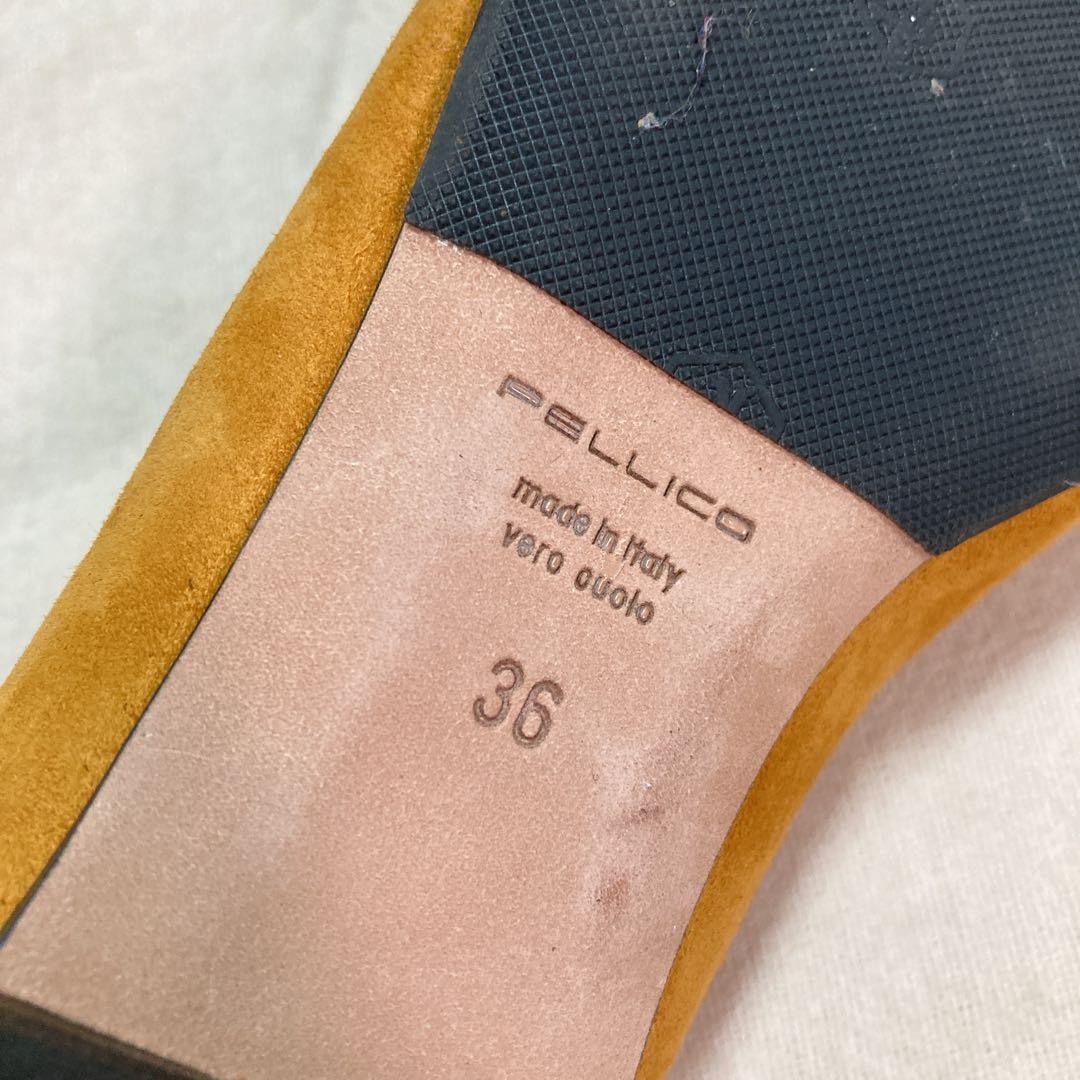 PELLICO
made in Italy
vero cuoio
36